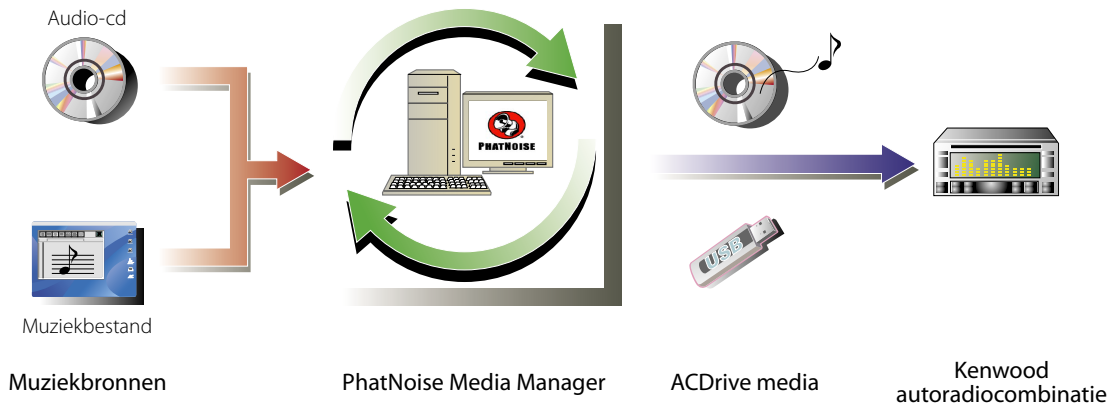 Audio-cd
PHATNOISE
USB
Muziekbestand
Muziekbronnen
PhatNoise Media Manager
ACDrive media
Kenwood
autoradiocombinatie